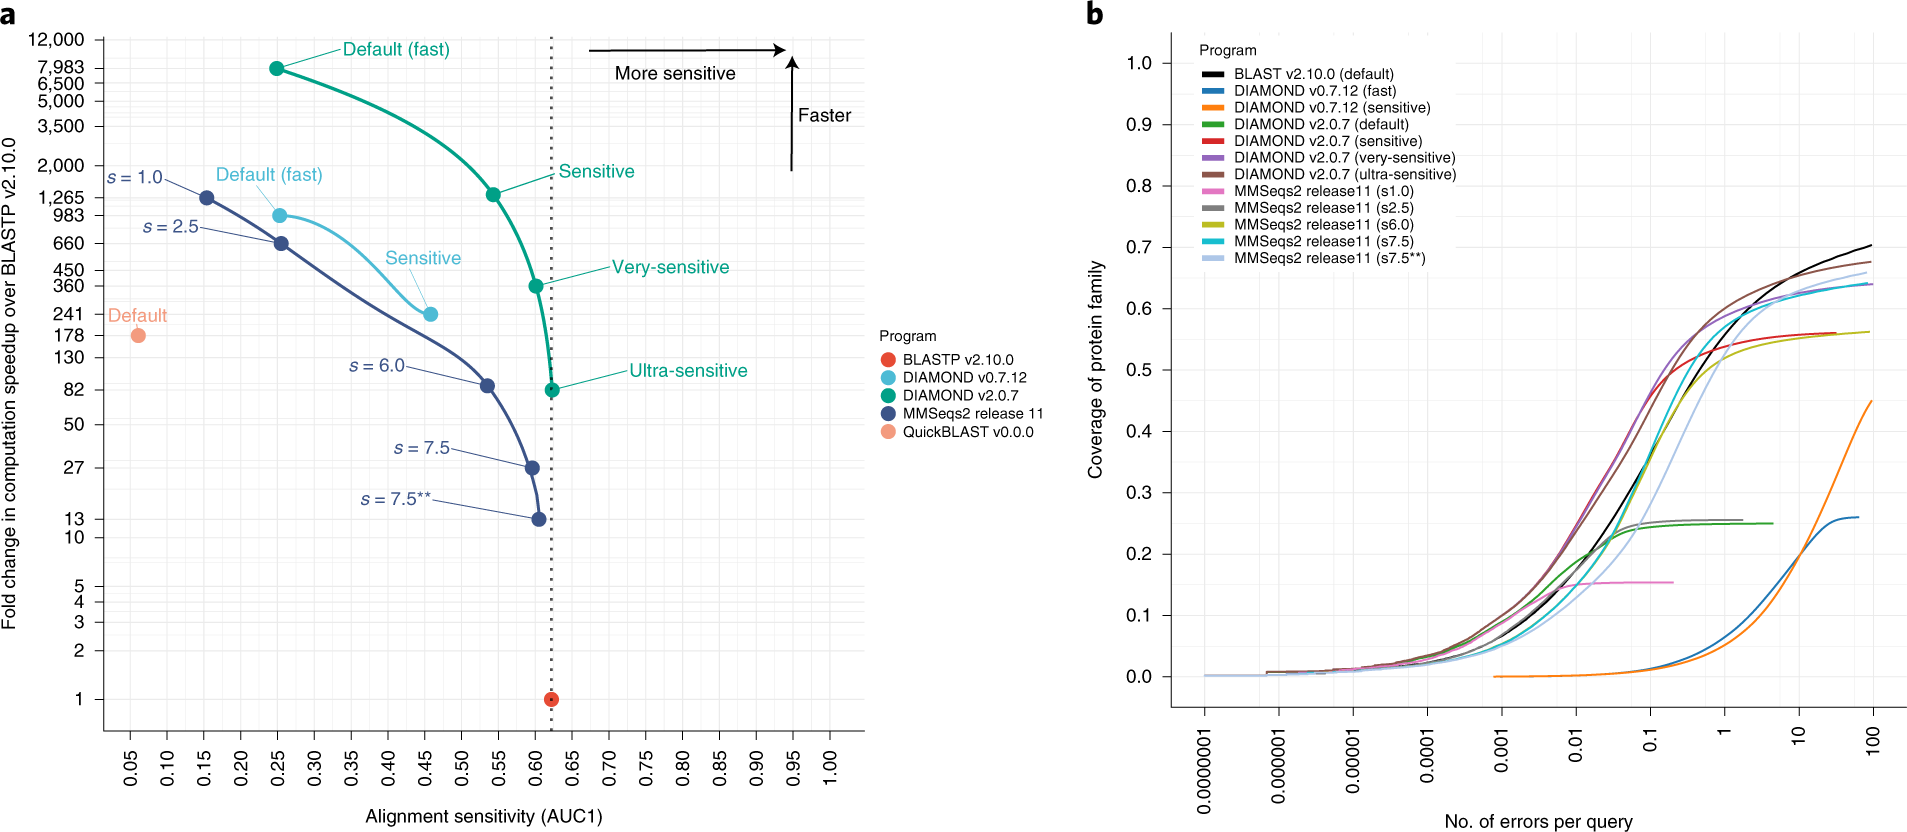 a
Fold change in computation speedup over BLASTP v2.10.0
12,000
7,983
6,500
5,000
3,500
2,000
1,265
983
660
450
360
241
178
130
82
50
27
13
10
5
4
3
2
1
Default (fast)
More sensitive
Faster
Sensitive
Default (fast)
s = 1.0
s = 2.5
Sensitive
Very-sensitive
Default
s = 6.0
Ultra-sensitive
s = 7.5
s = 7.5**
0.05
0.10
0.15
0.20
0.25
0.30
0.35
0.40
0.45
0.50
0.55
0.60
0.65
0.70
0.75
0.80
0.85
0.90
0.95
1.00
Alignment sensitivity (AUC1)
Program
BLASTP v2.10.0
DIAMOND v0.7.12
DIAMOND v2.0.7
MMSeqs2 release 11
QuickBLAST v0.0.0
b
Coverage of protein family
1.0
0.9
0.8
0.7
0.6
0.5
0.4
0.3
0.2
0.1
0.0
Program
BLAST v2.10.0 (default)
DIAMOND v0.7.12 (fast)
DIAMOND v0.7.12 (sensitive)
DIAMOND v2.0.7 (default)
DIAMOND v2.0.7 (sensitive)
DIAMOND v2.0.7 (very-sensitive)
DIAMOND v2.0.7 (ultra-sensitive)
MMSeqs2 release11 (s1.0)
MMSeqs2 release11 (s2.5)
MMSeqs2 release11 (s6.0)
MMSeqs2 release11 (s7.5)
MMSeqs2 release11 (s7.5**)
0.0000001
0.000001
0.00001
0.0001
0.001
0.01
0.1
1
10
100
No. of errors per query